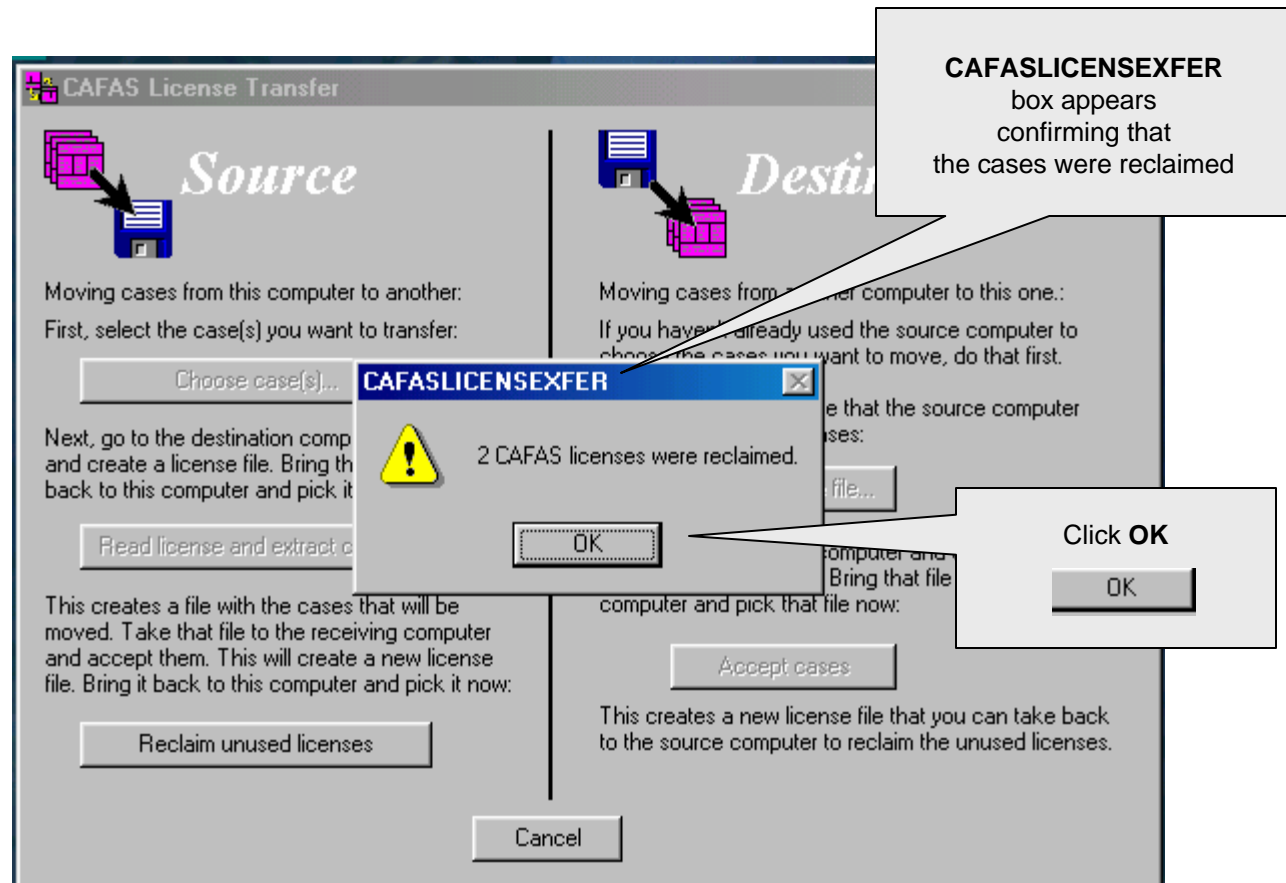 CAFASLICENSEXFER
box appears
confirming that
the cases were reclaimed
CAFAS License Transfer
Source
Moving cases from this computer to another:
First, select the case(s) you want to transfer:
Choose case(s)...
Next, go to the destination comp
and create a license file. Bring th
back to this computer and pick it
Read license and extract c
This creates a file with the cases that will be
moved. Take that file to the receiving computer
and accept them. This will create a new license
file. Bring it back to this computer and pick it now:
Reclaim unused licenses
Desti
Moving cases from computer to this one.:
If you haven't already used the source computer to
choose the cases you want to move, do that first.
e that the source computer
ses:
file...
computer and
Bring that file
computer and pick that file now:
Accept cases
This creates a new license file that you can take back
to the source computer to reclaim the unused licenses.
CAFASLICENSEXFER
2 CAFAS licenses were reclaimed.
OK
Click OK
OK
Cancel